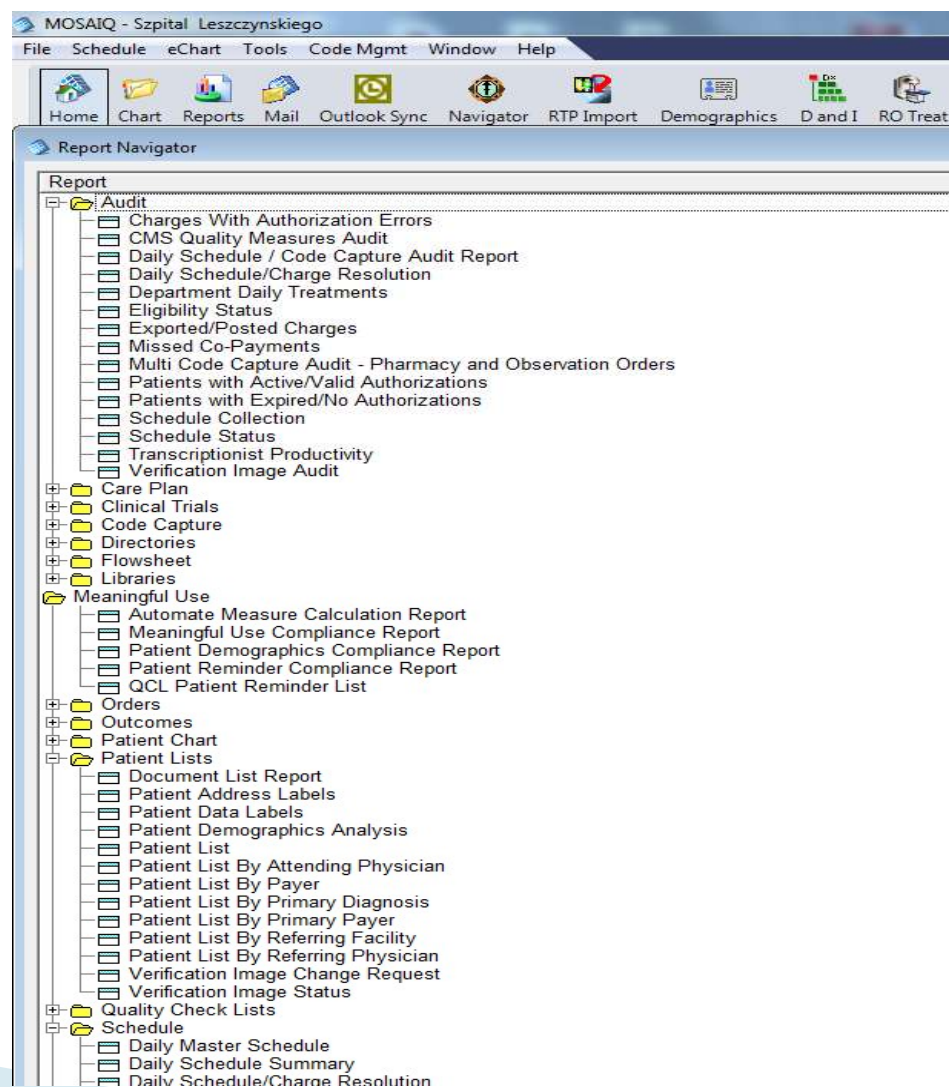 MOSAIQ - Szpital Leszczynskiego
File Schedule eChart Tools Code Mgmt Window Help
Home Chart Reports Mail Outlook Sync Navigator RTP Import Demographics D and I RO Treat
Report Navigator
Report
Audit
Charges With Authorization Errors
CMS Quality Measures Audit
Daily Schedule / Code Capture Audit Report
Daily Schedule/Charge Resolution
Department Daily Treatments
Eligibility Status
Exported/Posted Charges
Missed Co-Payments
Multi Code Capture Audit - Pharmacy and Observation Orders
Patients with Active/Valid Authorizations
Patients with Expired/No Authorizations
Schedule Collection
Schedule Status
Transcriptionist Productivity
Verification Image Audit
Care Plan
Clinical Trials
Code Capture
Directories
Flowsheet
Libraries
Meaningful Use
Automate Measure Calculation Report
Meaningful Use Compliance Report
Patient Demographics Compliance Report
Patient Reminder Compliance Report
QCL Patient Reminder List
Orders
Outcomes
Patient Chart
Patient Lists
Document List Report
Patient Address Labels
Patient Data Labels
Patient Demographics Analysis
Patient List
Patient List By Attending Physician
Patient List By Payer
Patient List By Primary Diagnosis
Patient List By Primary Payer
Patient List By Referring Facility
Patient List By Referring Physician
Verification Image Change Request
Verification Image Status
Quality Check Lists
Schedule
Daily Master Schedule
Daily Schedule Summary
Daily Schedule/Charge Resolution